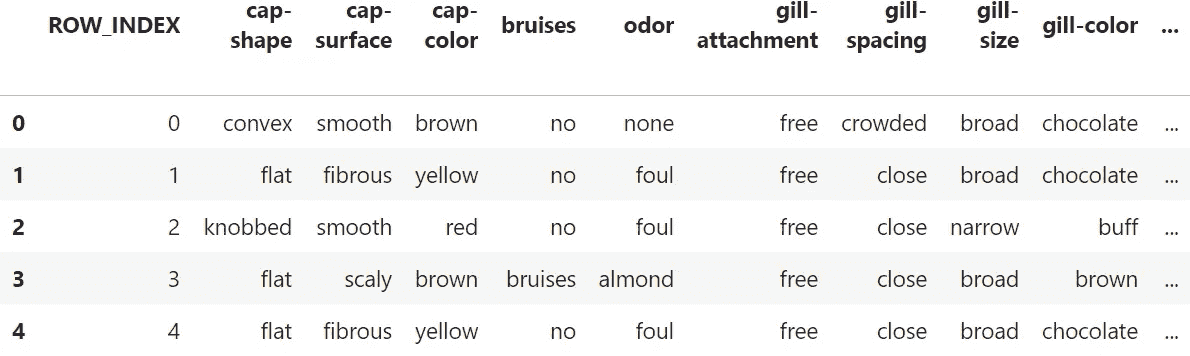 ROW_INDEX cap-shape cap-surface cap-color bruises odor gill-attachment gill-spacing gill-size gill-color ...
0 0 convex smooth brown no none free crowded broad chocolate ...
1 1 flat fibrous yellow no foul free close broad chocolate ...
2 2 knobbed smooth red no foul free close narrow buff ...
3 3 flat scaly brown bruises almond free close broad brown ...
4 4 flat fibrous yellow no foul free close broad chocolate ...